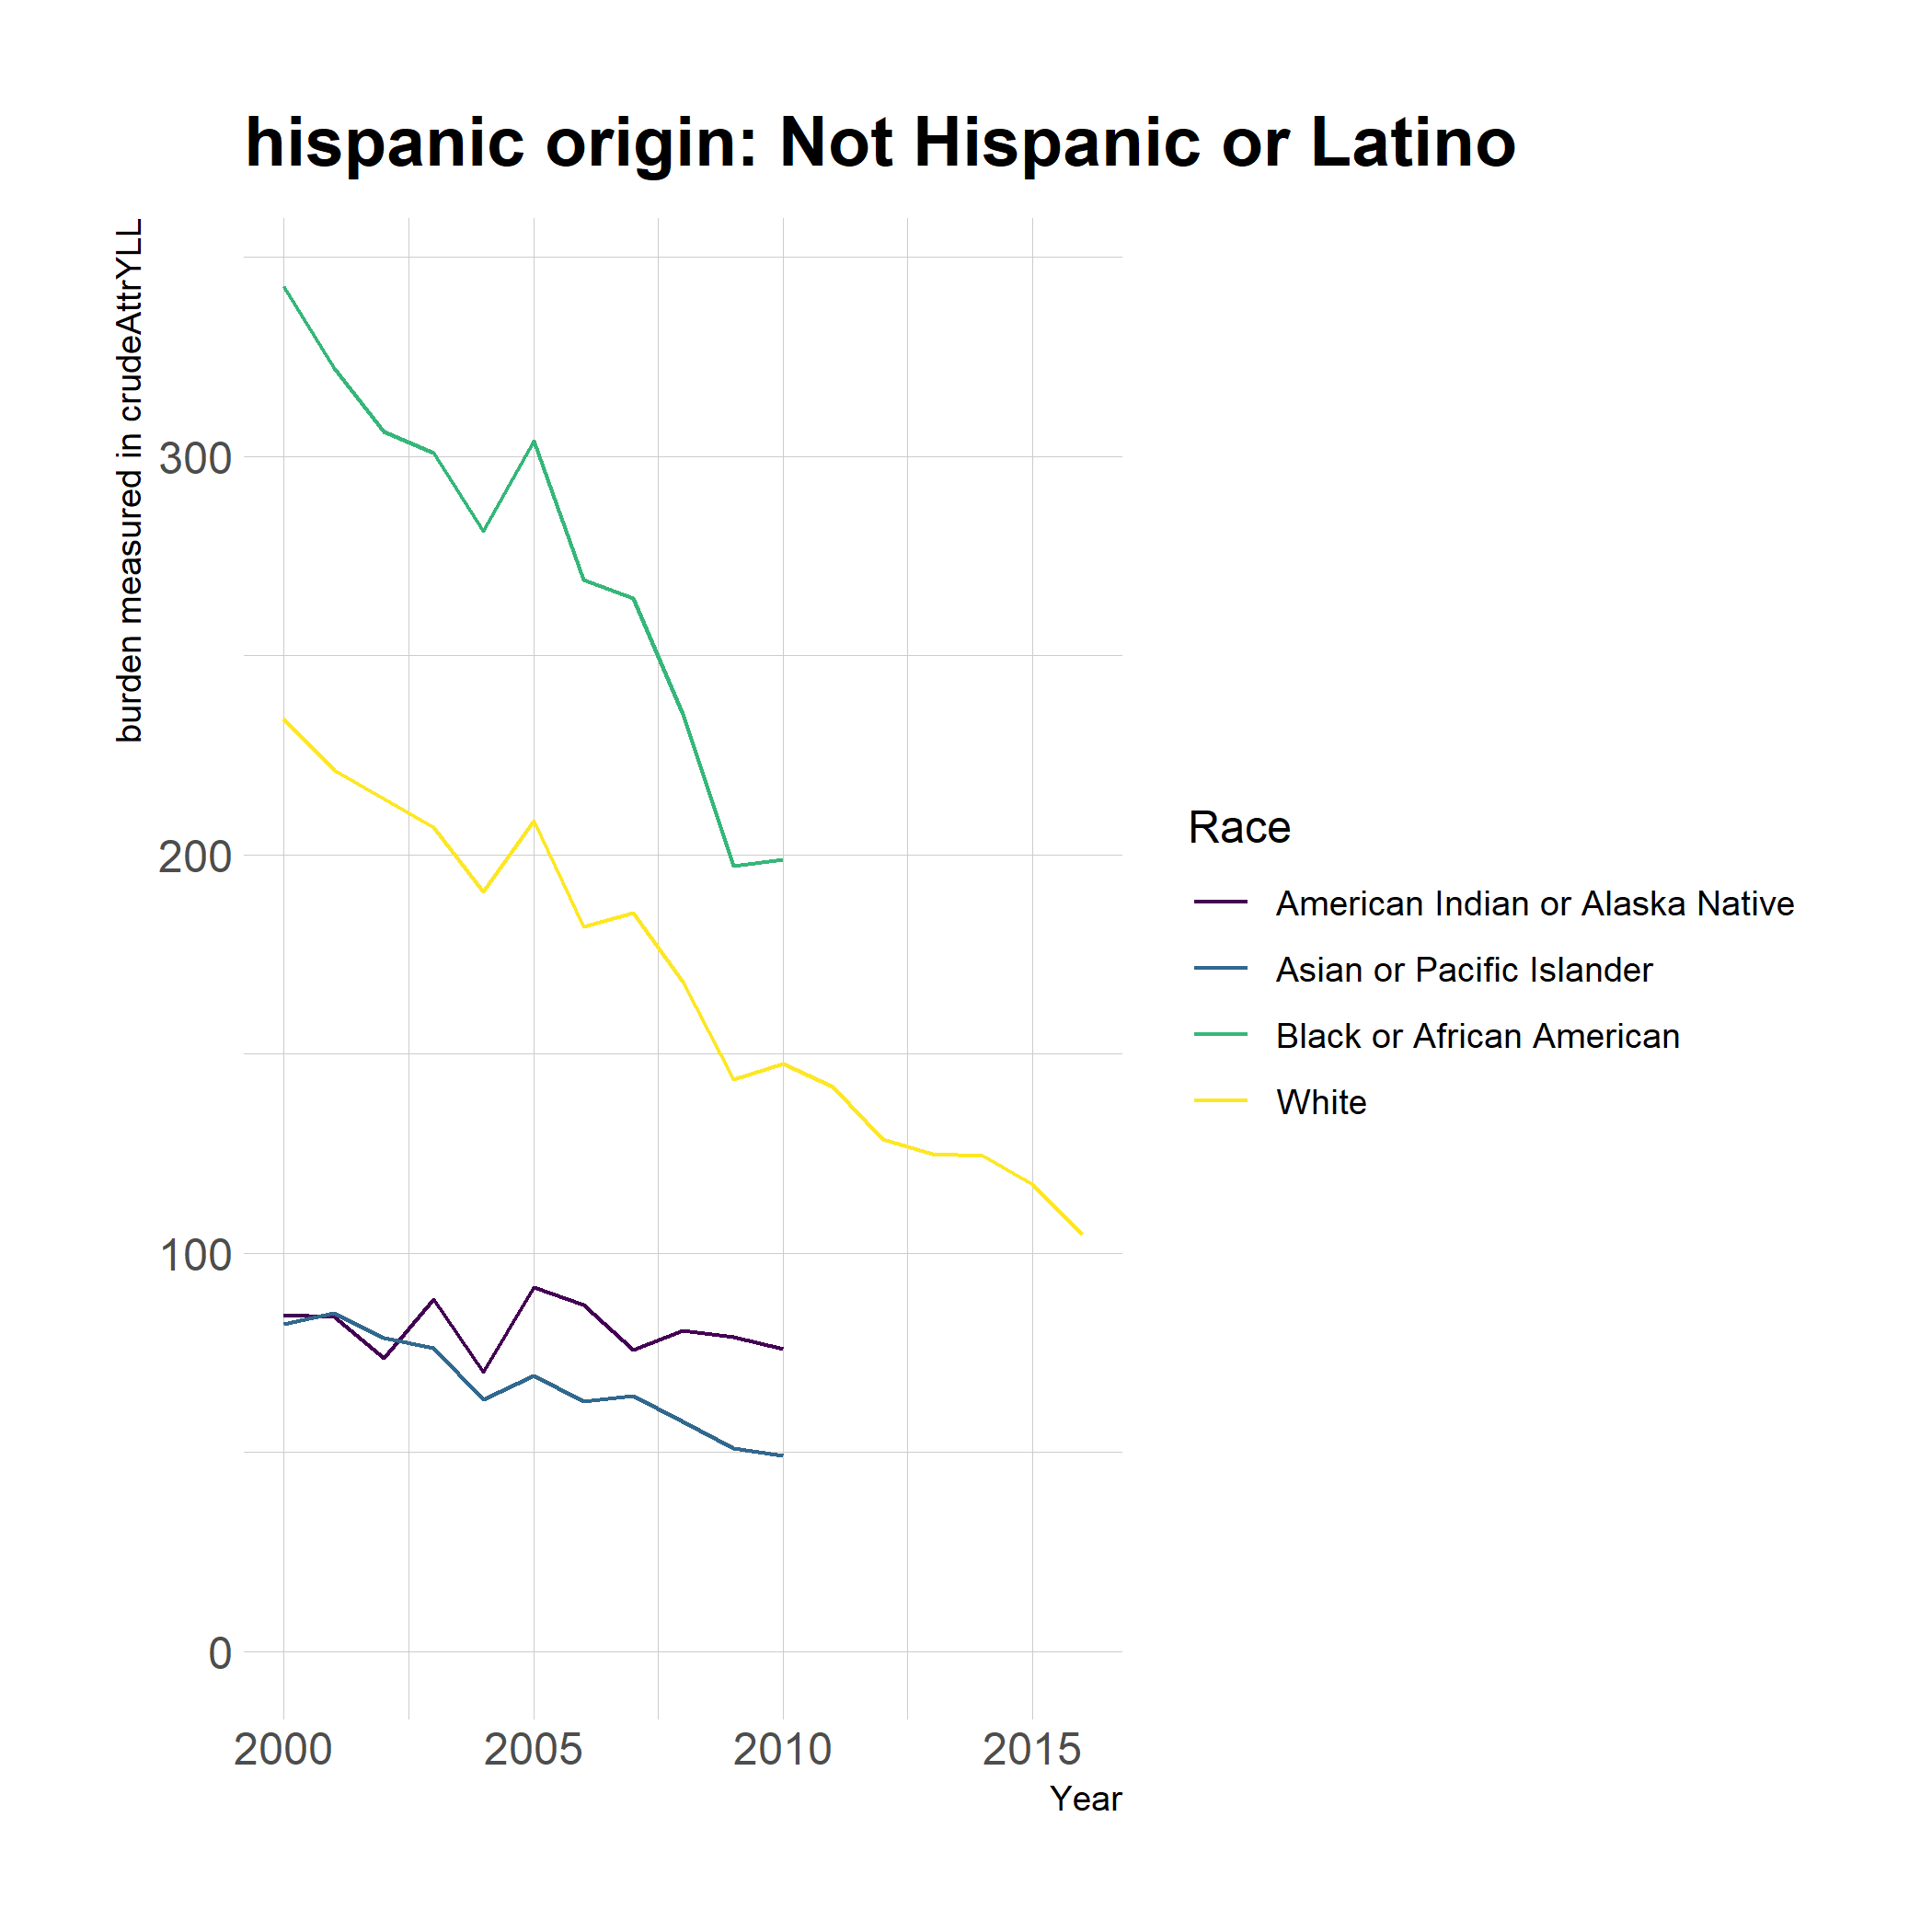 hispanic origin: Not Hispanic or Latino
burden measured in crudeAttrYLL
300
200
100
0
2000 2005 2010 2015
Year
Race
American Indian or Alaska Native
Asian or Pacific Islander
Black or African American
White